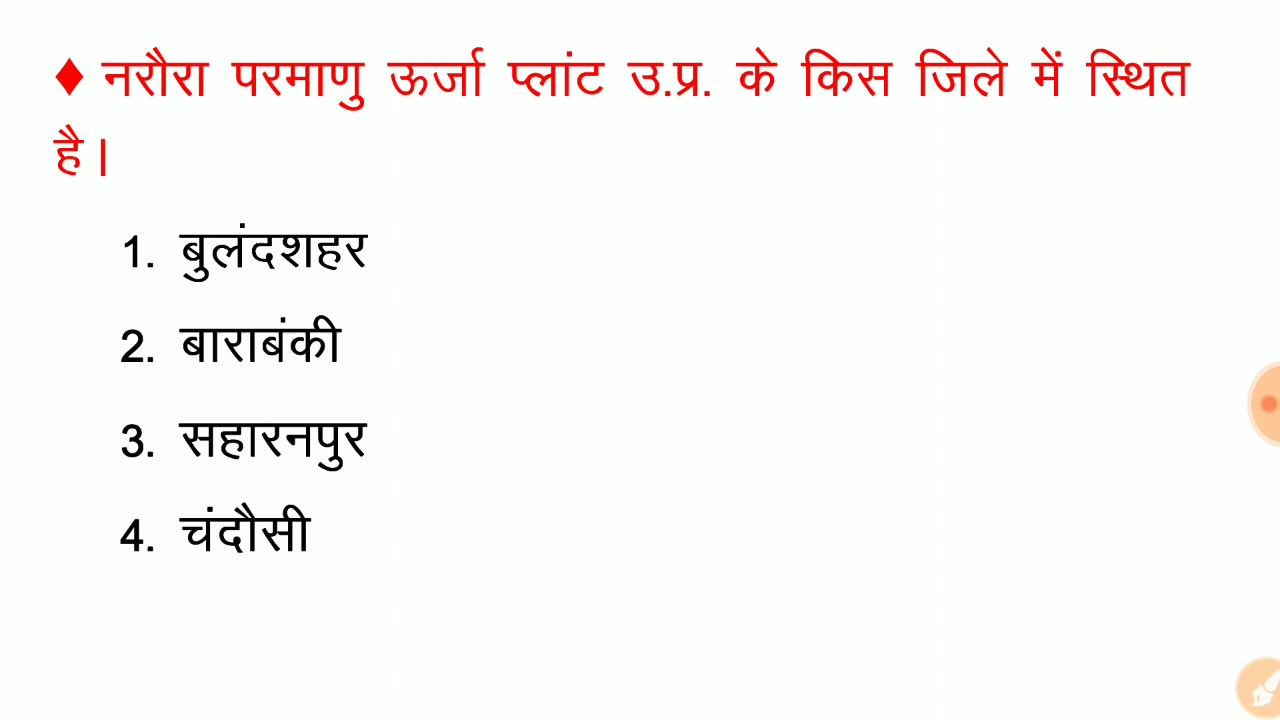 ♦ नरौरा परमाणु ऊर्जा प्लांट उ.प्र. के किस जिले में स्थित
है।
1. बुलंदशहर
2. बाराबंकी
3. सहारनपुर
4. चंदौसी